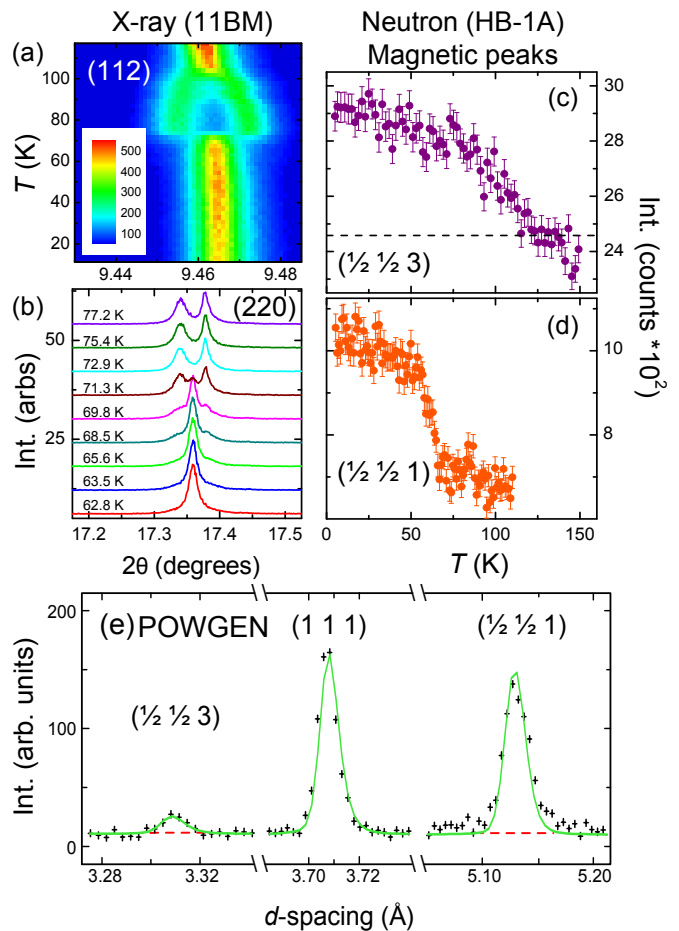 X-ray (11BM)
Neutron (HB-1A)
Magnetic peaks
(a)
(112)
T (K)
100
80
60
40
20
500
400
300
200
100
9.44
9.46
9.48
(b)
(220)
Int. (arbs)
50
25
77.2 K
75.4 K
72.9 K
71.3 K
69.8 K
68.5 K
65.6 K
63.5 K
62.8 K
17.2
17.3
17.4
17.5
2θ (degrees)
(c)
(½ ½ 3)
30
28
26
24
Int. (counts *10²)
(d)
(½ ½ 1)
10
8
0
50
100
150
T (K)
(e) POWGEN
(1 1 1)
(½ ½ 1)
(½ ½ 3)
Int. (arb. units)
200
100
0
3.28
3.32
3.70
3.72
5.10
5.20
d-spacing (Å)